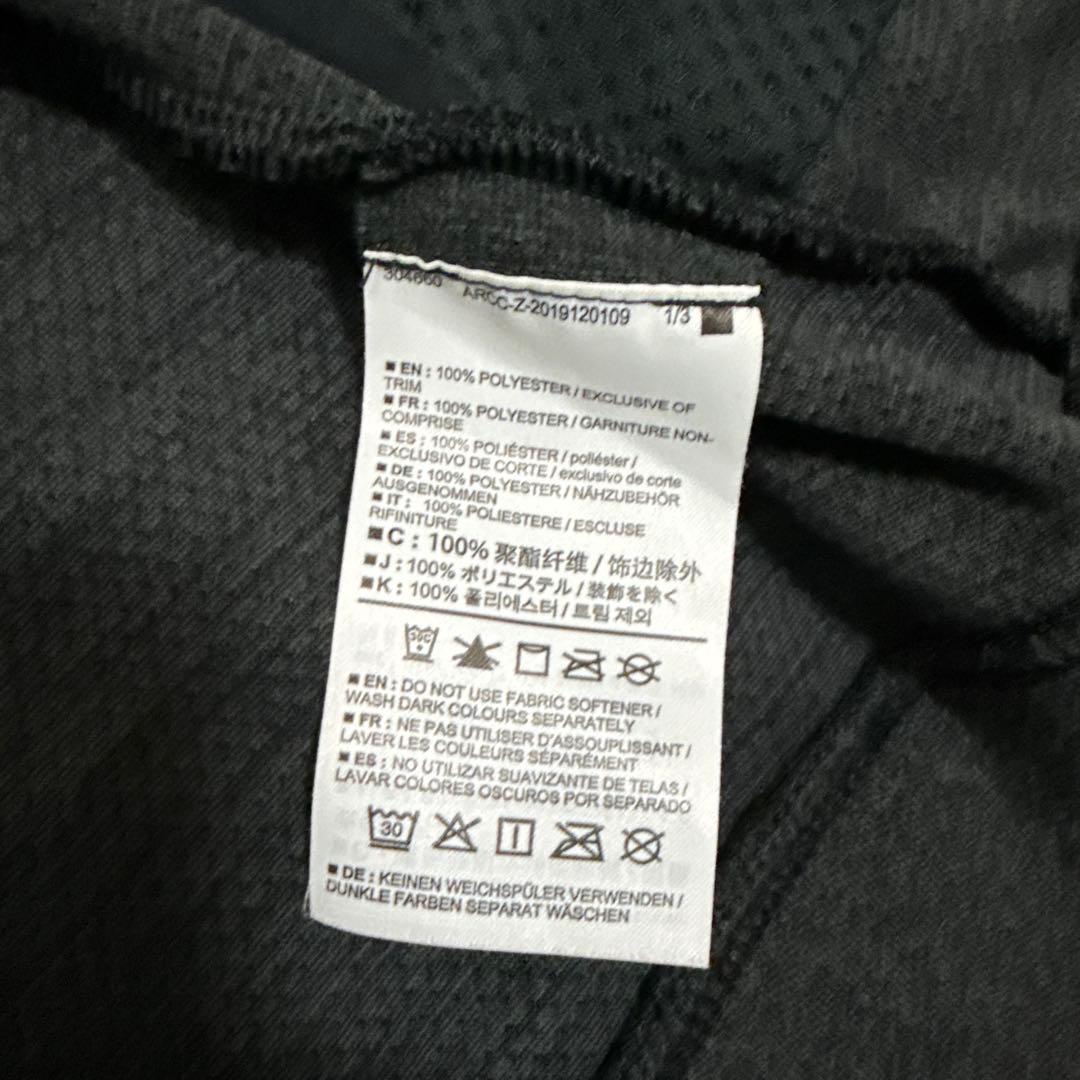 304660 ARCC-Z-2019120109 1/3
■ EN : 100% POLYESTER / EXCLUSIVE OF
TRIM
■ FR : 100% POLYESTER / GARNITURE NON-
COMPRISE
■ ES : 100% POLIÉSTER / poliéster /
EXCLUSIVO DE CORTE / exclusivo de corte
■ DE : 100% POLYESTER / NÄHZUBEHÖR
AUSGENOMMEN
■ IT : 100% POLIESTERE / ESCLUSE
RIFINITURE
■ C : 100% 聚酯纤维 / 饰边除外
■ J : 100% ポリエステル / 装飾を除く
■ K : 100% 폴리에스터 / 트림 제외
30C
■ EN : DO NOT USE FABRIC SOFTENER /
WASH DARK COLOURS SEPARATELY
■ FR : NE PAS UTILISER D'ASSOUPLISSANT /
LAVER LES COULEURS SÉPARÉMENT
■ ES : NO UTILIZAR SUAVIZANTE DE TELAS /
LAVAR COLORES OSCUROS POR SEPARADO
30
■ DE : KEINEN WEICHSPÜLER VERWENDEN /
DUNKLE FARBEN SEPARAT WÄSCHEN